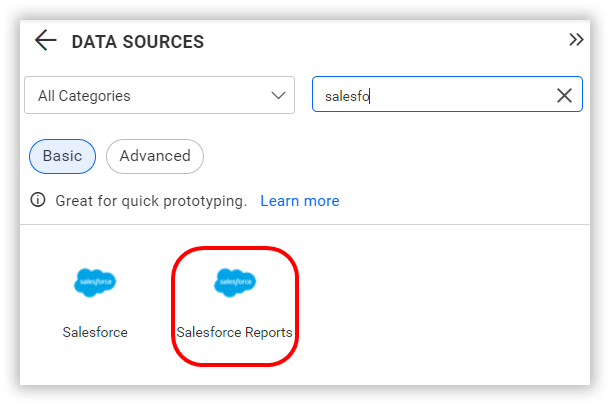 DATA SOURCES
All Categories
salesfo
Basic
Advanced
Great for quick prototyping. Learn more
salesforce
salesforce
Salesforce
Salesforce Reports